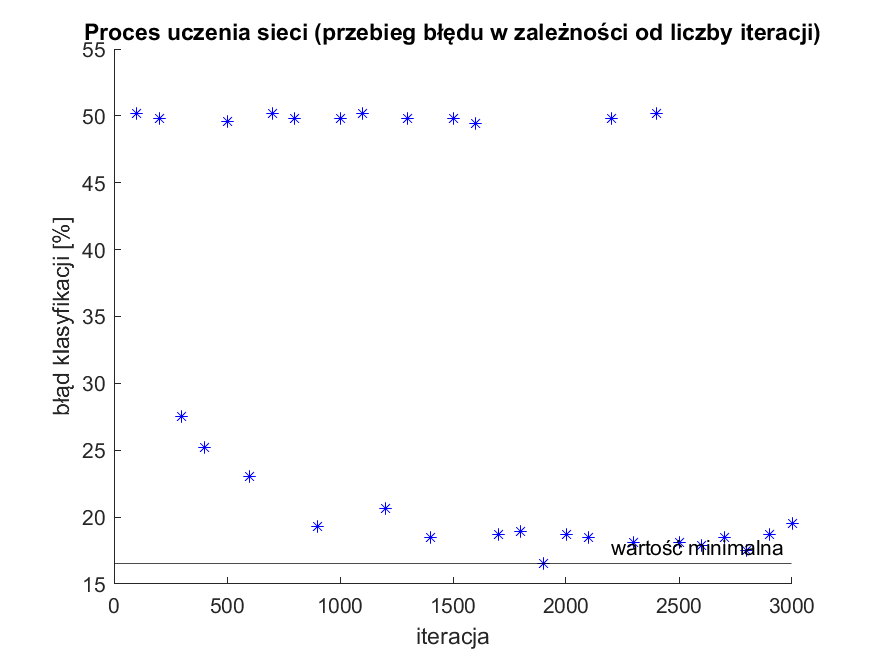 Proces uczenia sieci (przebieg błędu w zależności od liczby iteracji)
55
50
45
40
35
30
25
20
15
błąd klasyfikacji [%]
wartość minimalna
0 500 1000 1500 2000 2500 3000
iteracja